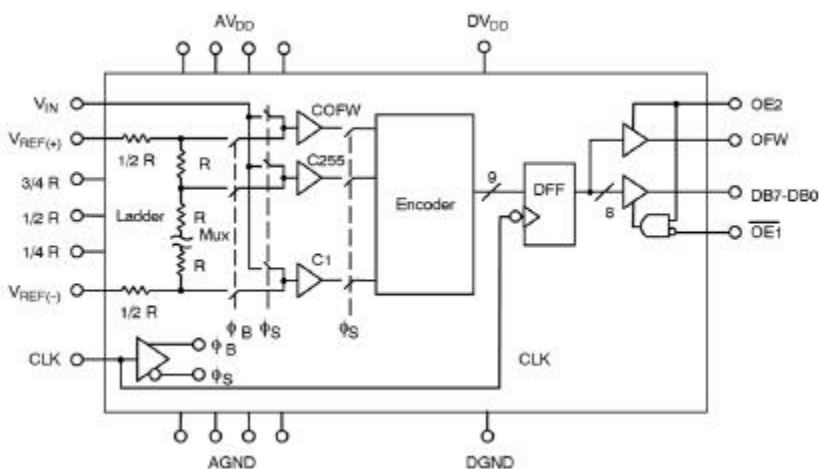 AVDD DVDD
VIN COFW OE2
VREF(+) OFW
1/2 R R C255
3/4 R 9 DFF
Encoder 8 DB7-DB0
1/2 R Ladder R
Mux OE1
1/4 R R C1
VREF(–)
1/2 R
ϕB ϕS ϕS
CLK ϕB CLK
ϕS
AGND DGND